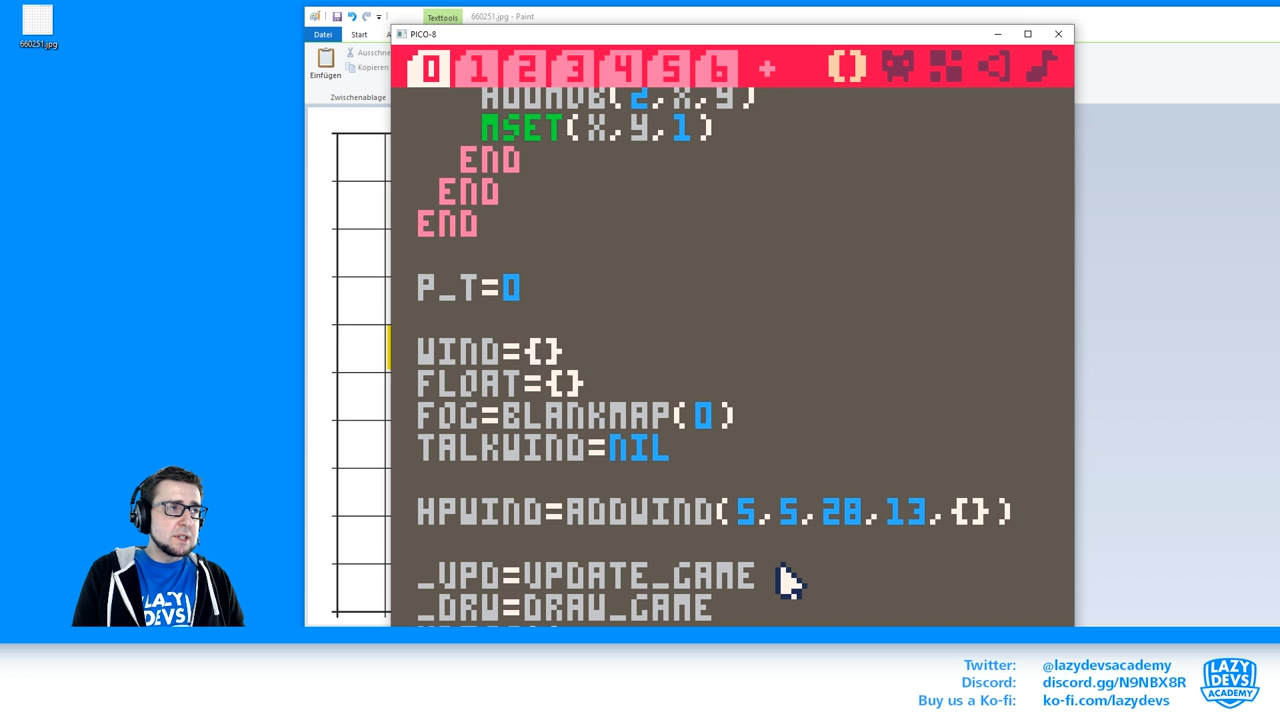 Texttools
660251.jpg - Paint
Datei
Start
A
Einfügen
Ausschne
Kopieren
Zwischenablage
660251.jpg
PICO-8
0 1 2 3 4 5 6 +
ADDMOB(2,X,Y)
MSET(X,Y,1)
END
END
END
P_T=0
WIND={}
FLOAT={}
FOG=BLANKMAP(0)
TALKWIND=NIL
HPWIND=ADDWIND(5,5,28,13,{})
_UPD=UPDATE_GAME
_DRW=DRAW_GAME
LAZY
DEVS
Twitter: @lazydevsacademy
Discord: discord.gg/N9NBX8R
Buy us a Ko-fi: ko-fi.com/lazydevs
LAZY
DEVS
ACADEMY